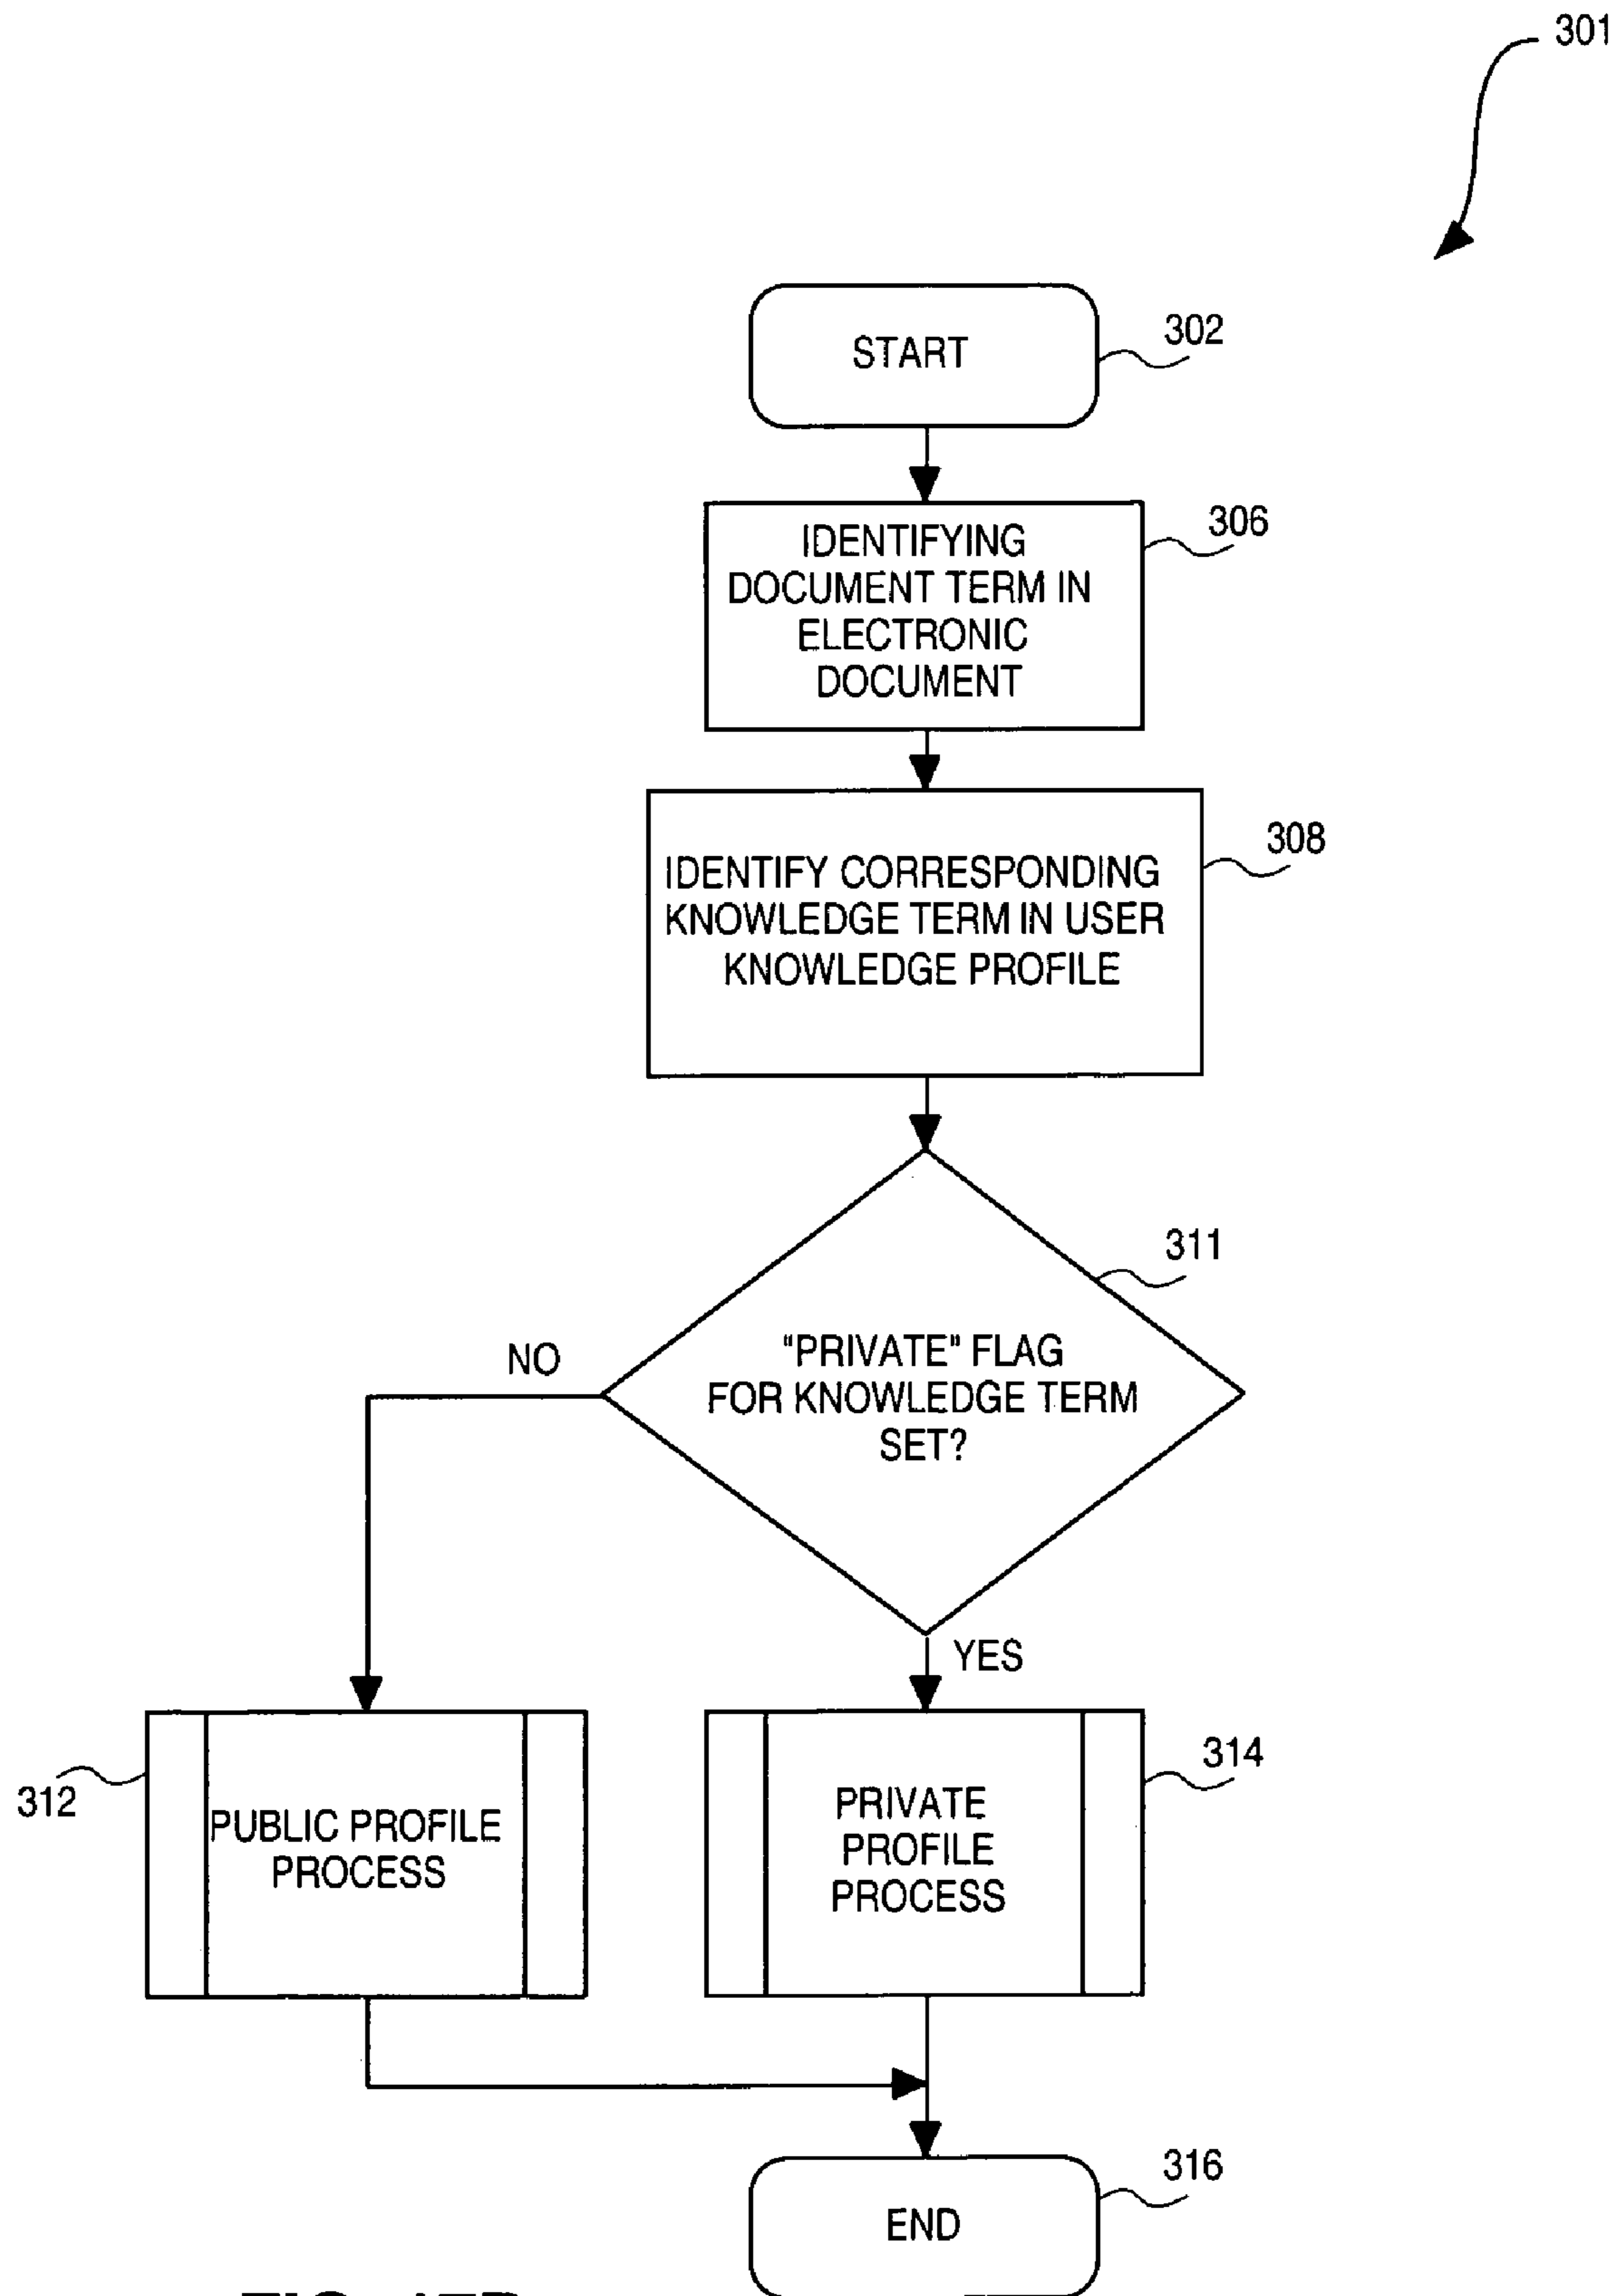 301
START
302
IDENTIFYING
DOCUMENT TERM IN
ELECTRONIC
DOCUMENT
306
IDENTIFY CORRESPONDING
KNOWLEDGE TERM IN USER
KNOWLEDGE PROFILE
308
311
"PRIVATE" FLAG
FOR KNOWLEDGE TERM
SET?
NO
YES
312
PUBLIC PROFILE
PROCESS
PRIVATE
PROFILE
PROCESS
314
END
316